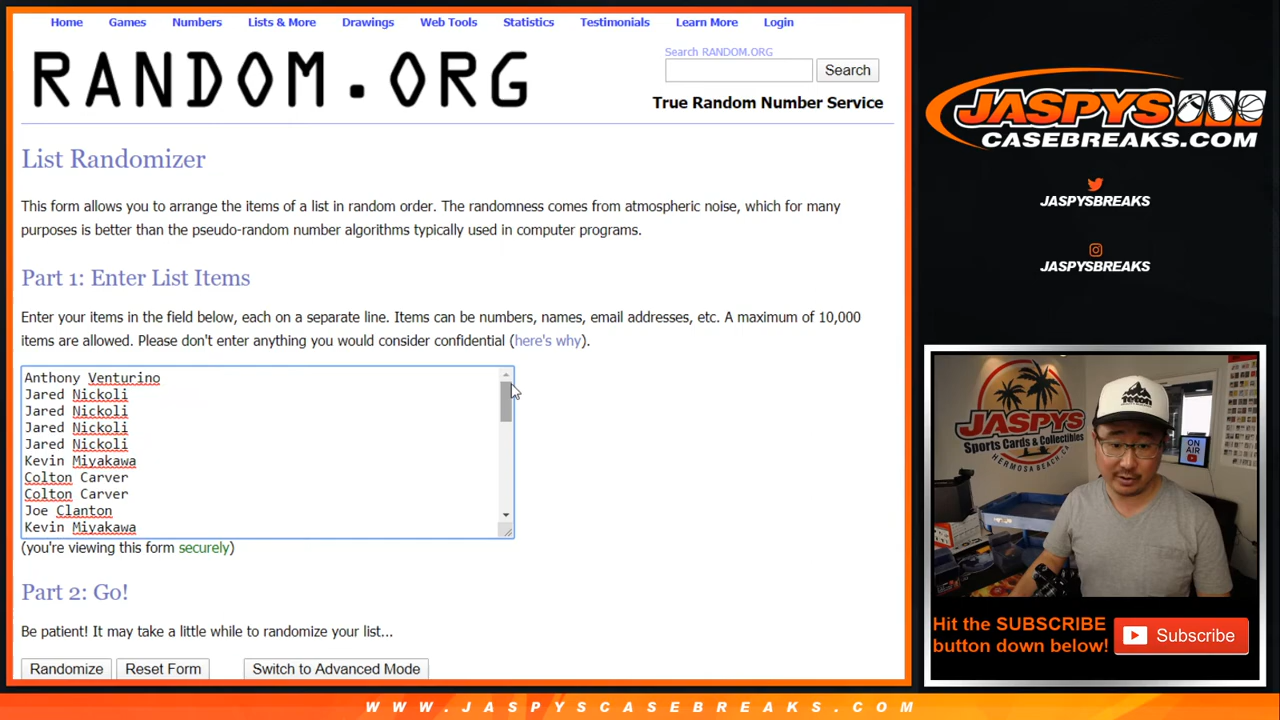 Home Games Numbers Lists & More Drawings Web Tools Statistics Testimonials Learn More Login
RANDOM.ORG
Search RANDOM.ORG
Search
True Random Number Service
List Randomizer
This form allows you to arrange the items of a list in random order. The randomness comes from atmospheric noise, which for many
purposes is better than the pseudo-random number algorithms typically used in computer programs.
Part 1: Enter List Items
Enter your items in the field below, each on a separate line. Items can be numbers, names, email addresses, etc. A maximum of 10,000
items are allowed. Please don't enter anything you would consider confidential (here's why).
Anthony Venturino
Jared Nickoli
Jared Nickoli
Jared Nickoli
Jared Nickoli
Kevin Miyakawa
Colton Carver
Colton Carver
Joe Clanton
Kevin Miyakawa
(you're viewing this form securely)
Part 2: Go!
Be patient! It may take a little while to randomize your list...
Randomize Reset Form Switch to Advanced Mode
JASPYS
CASEBREAKS.COM
JASPYSBREAKS
JASPYSBREAKS
JASPYS
Sports Cards & Collectibles
HERMOSA BEACH, CA
Teton
ON AIR
Hit the SUBSCRIBE
button down below!
Subscribe
WWW.JASPYSCASEBREAKS.COM